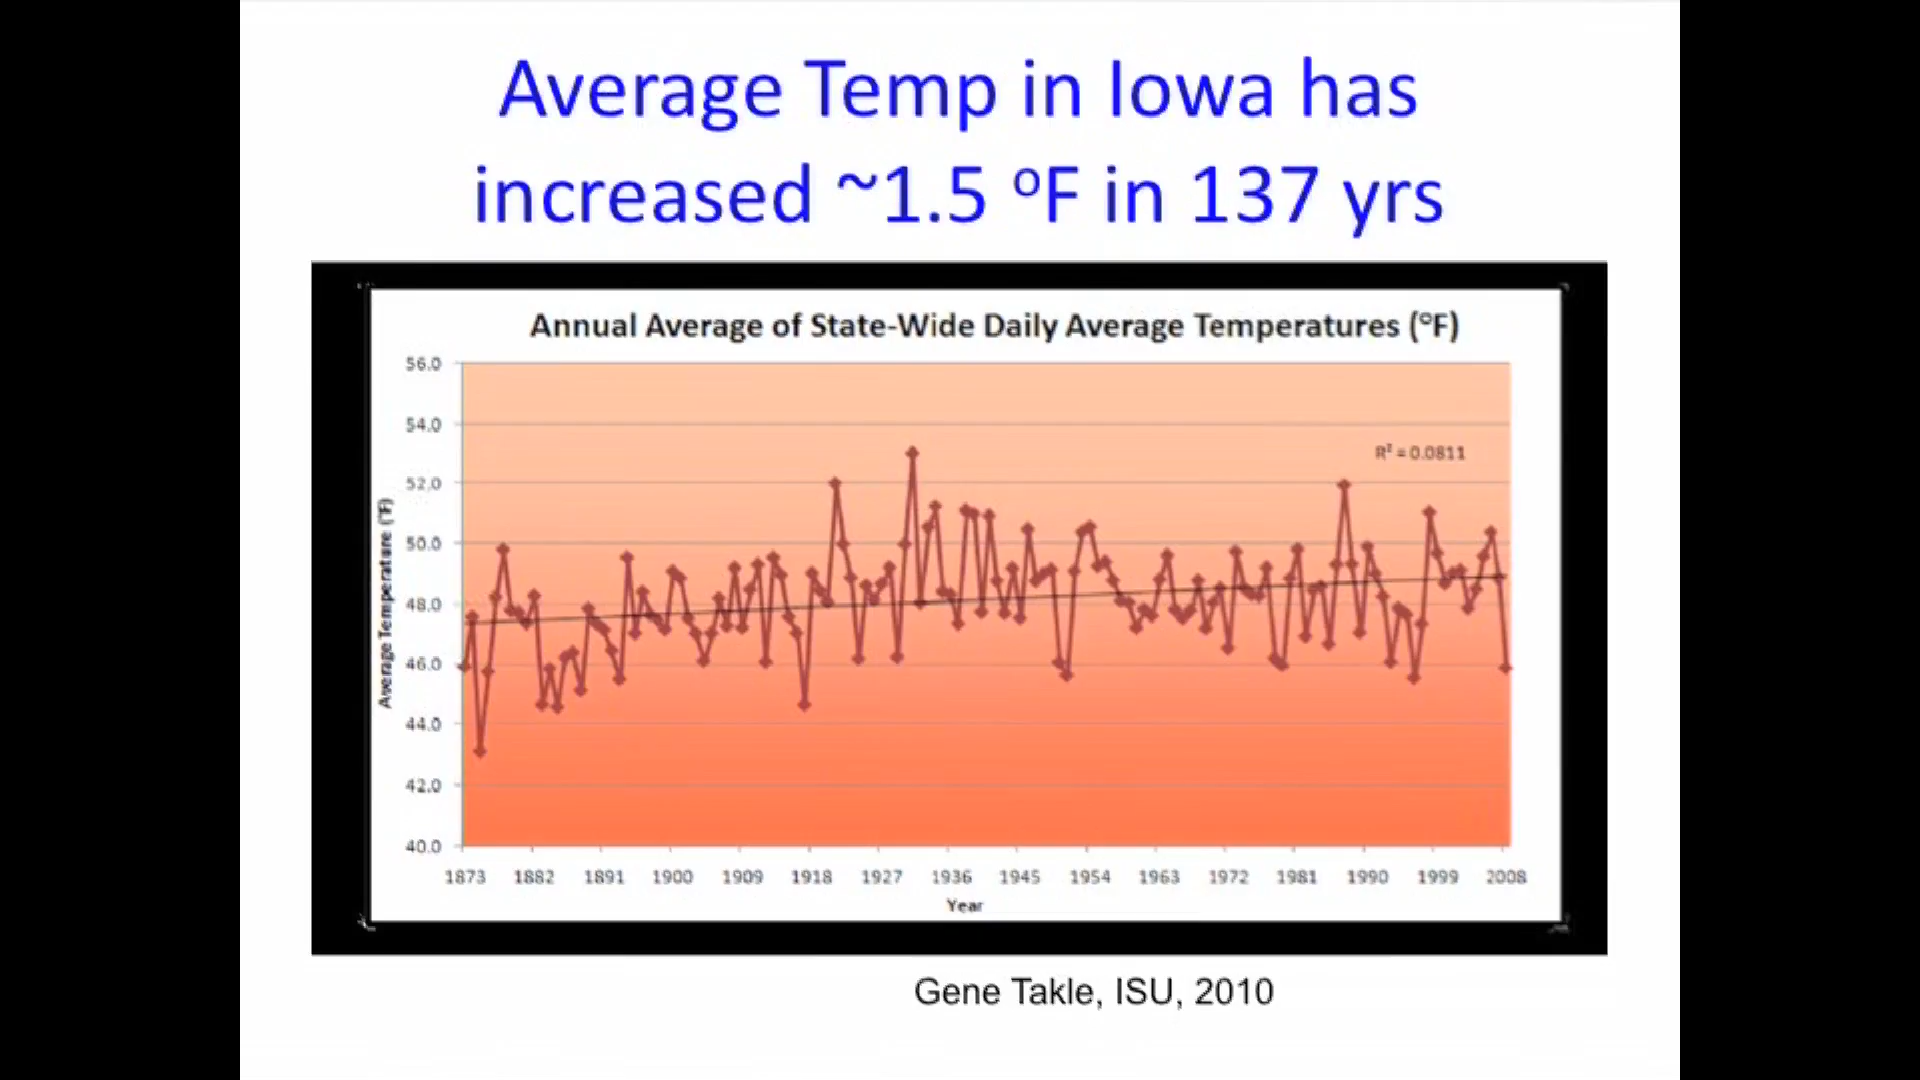 Average Temp in Iowa has
increased ~1.5 ºF in 137 yrs
Annual Average of State-Wide Daily Average Temperatures (°F)
56.0
54.0
R² = 0.0811
52.0
50.0
48.0
46.0
44.0
42.0
40.0
Average Temperature (°F)
1873 1882 1891 1900 1909 1918 1927 1936 1945 1954 1963 1972 1981 1990 1999 2008
Year
Gene Takle, ISU, 2010